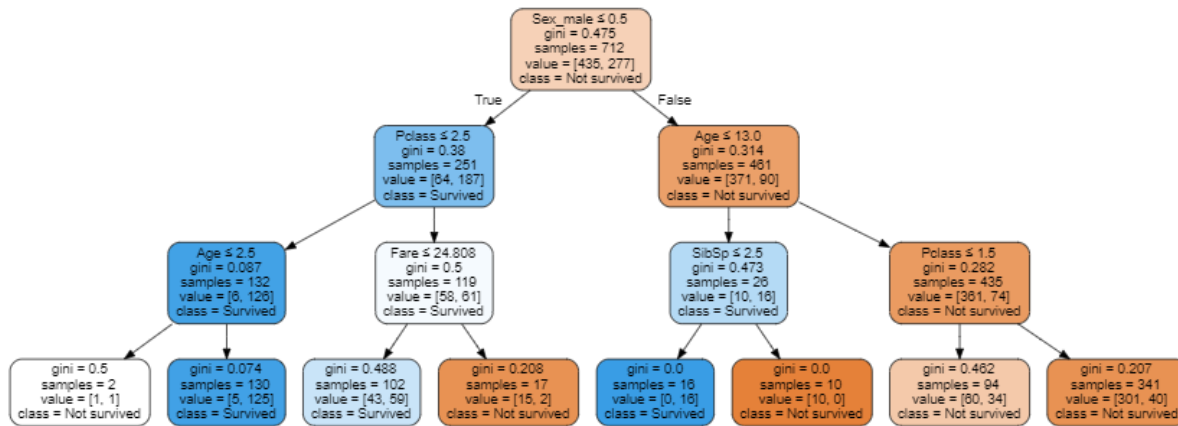 Sex_male ≤ 0.5
gini = 0.475
samples = 712
value = [435, 277]
class = Not survived
True
False
Pclass ≤ 2.5
gini = 0.38
samples = 251
value = [64, 187]
class = Survived
Age ≤ 13.0
gini = 0.314
samples = 461
value = [371, 90]
class = Not survived
Age ≤ 2.5
gini = 0.087
samples = 132
value = [6, 126]
class = Survived
Fare ≤ 24.808
gini = 0.5
samples = 119
value = [58, 61]
class = Survived
SibSp ≤ 2.5
gini = 0.473
samples = 26
value = [10, 16]
class = Survived
Pclass ≤ 1.5
gini = 0.282
samples = 435
value = [361, 74]
class = Not survived
gini = 0.5
samples = 2
value = [1, 1]
class = Not survived
gini = 0.074
samples = 130
value = [5, 125]
class = Survived
gini = 0.488
samples = 102
value = [43, 59]
class = Survived
gini = 0.208
samples = 17
value = [15, 2]
class = Not survived
gini = 0.0
samples = 16
value = [0, 16]
class = Survived
gini = 0.0
samples = 10
value = [10, 0]
class = Not survived
gini = 0.462
samples = 94
value = [60, 34]
class = Not survived
gini = 0.207
samples = 341
value = [301, 40]
class = Not survived